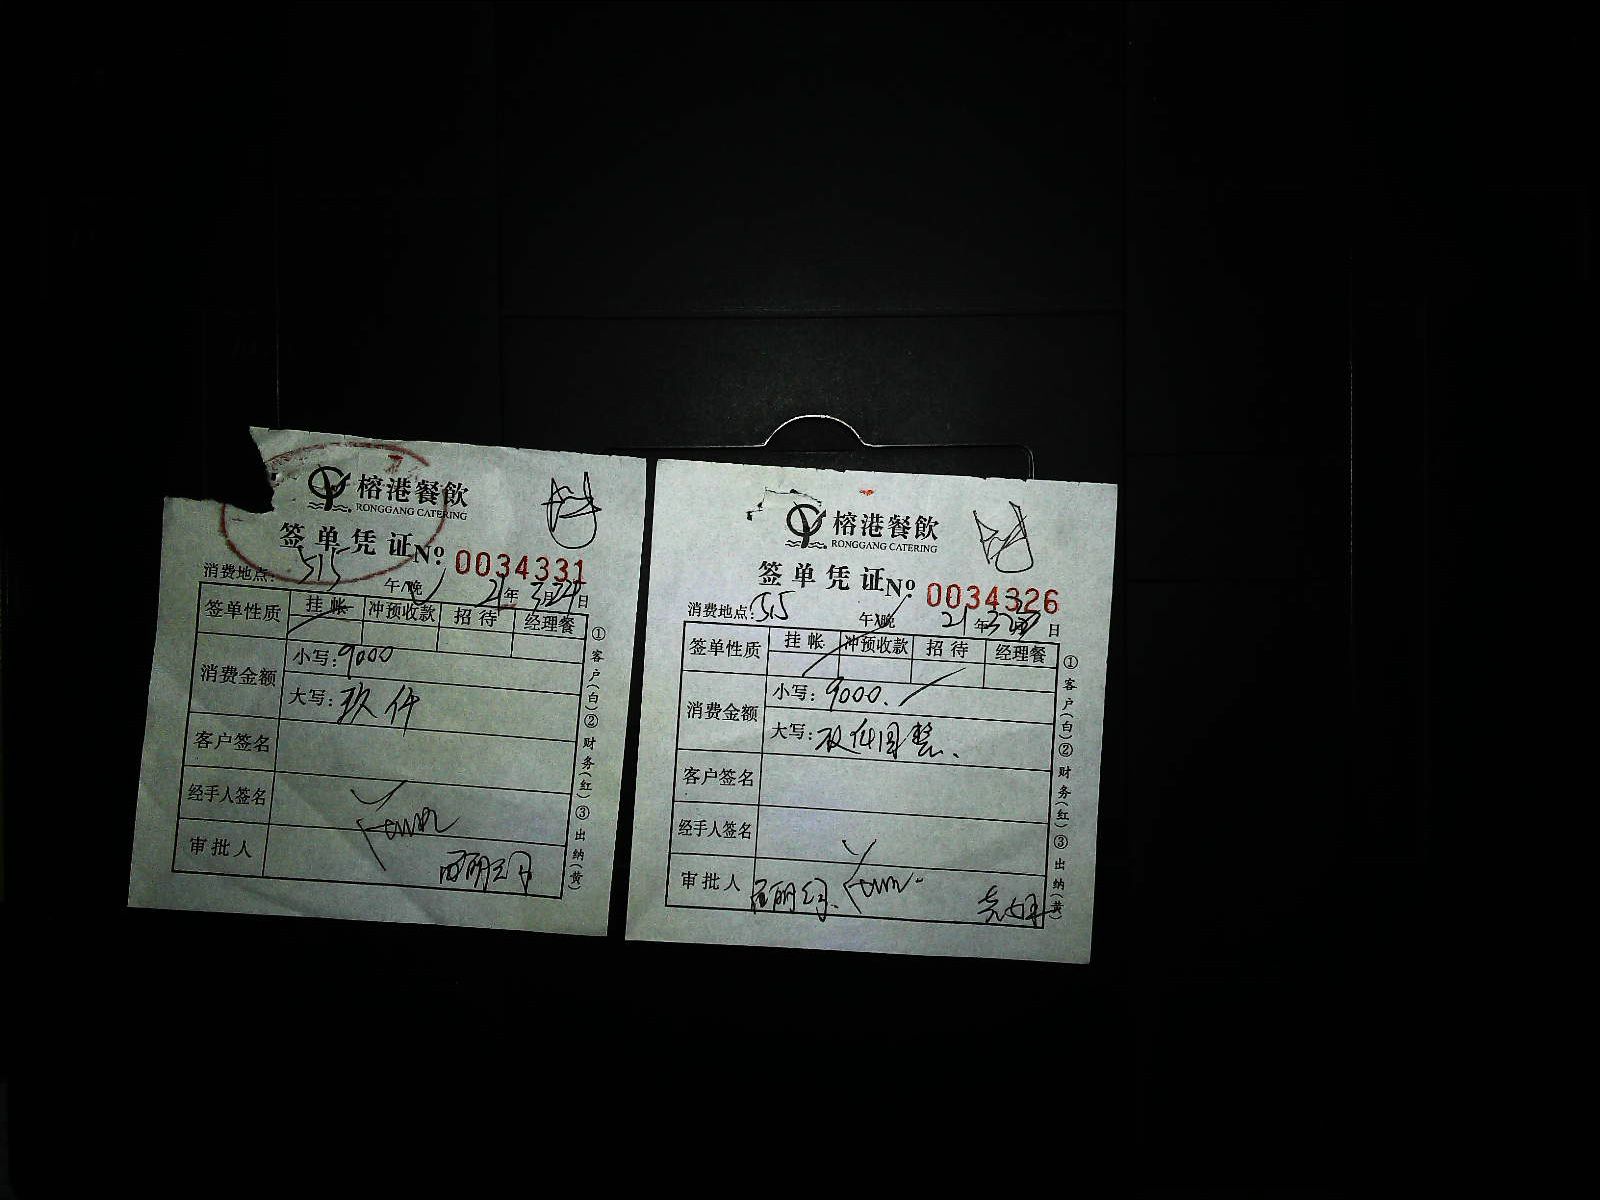 榕港餐飲
RONGGANG CATERING
签单凭证 Nº 0034331
消费地点: 515 午/晚 21年3月 日
签单性质 挂帐 冲预收款 招待 经理餐
消费金额 小写: 9000
大写: 玖仟
客户签名
经手人签名
审批人
①客户(白)②财务(红)③出纳(黄)
榕港餐飲
RONGGANG CATERING
签单凭证 Nº 0034326
消费地点: 515 午/晚 21年3月 日
签单性质 挂帐 冲预收款 招待 经理餐
消费金额 小写: 9000.
大写: 玖仟圆整.
客户签名
经手人签名
审批人
①客户(白)②财务(红)③出纳(黄)